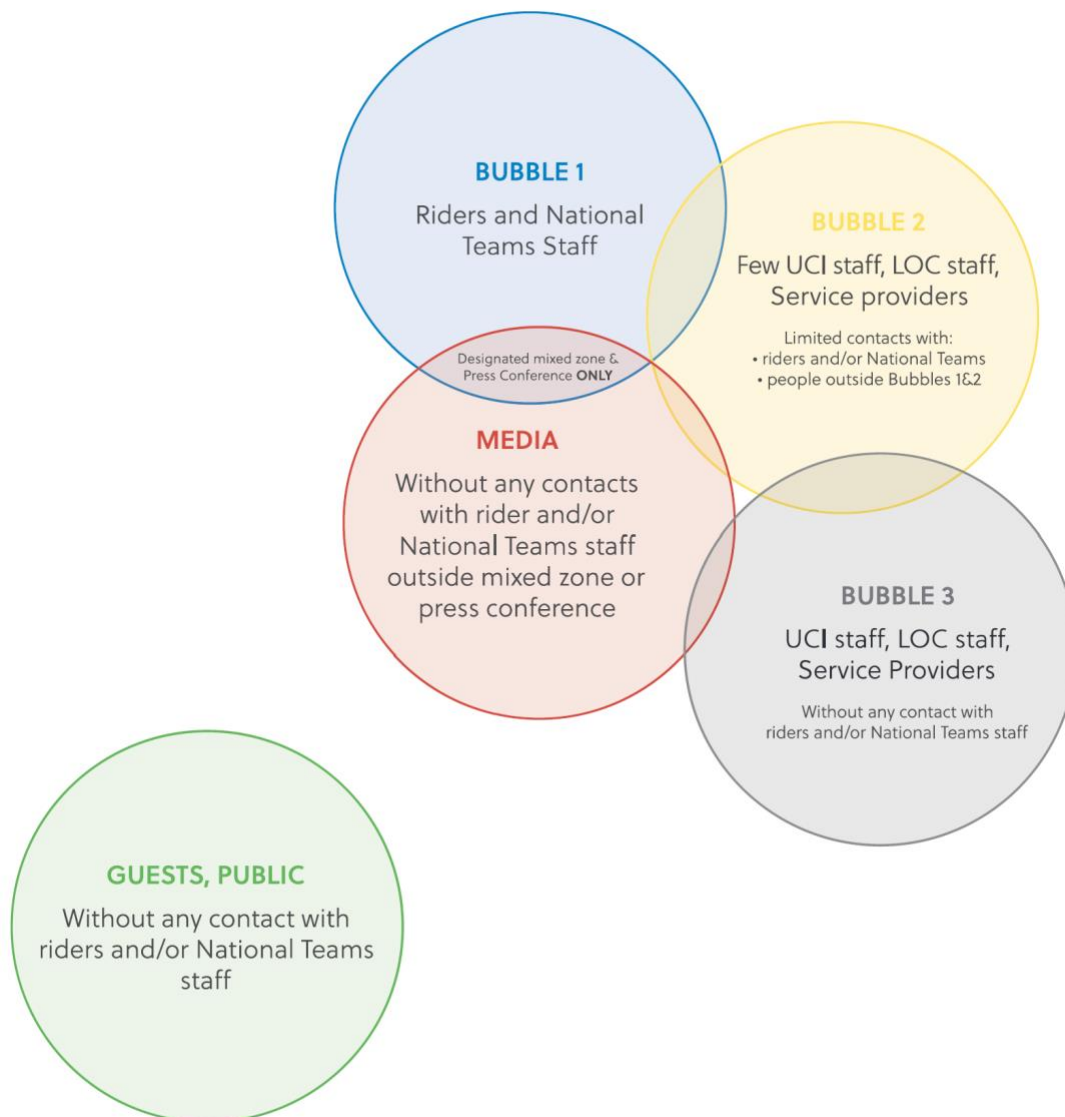 BUBBLE 1
Riders and National
Teams Staff
BUBBLE 2
Few UCI staff, LOC staff,
Service providers
Limited contacts with:
• riders and/or National Teams
• people outside Bubbles 1&2
Designated mixed zone &
Press Conference ONLY
MEDIA
Without any contacts
with rider and/or
National Teams staff
outside mixed zone or
press conference
BUBBLE 3
UCI staff, LOC staff,
Service Providers
Without any contact with
riders and/or National Teams staff
GUESTS, PUBLIC
Without any contact with
riders and/or National Teams
staff